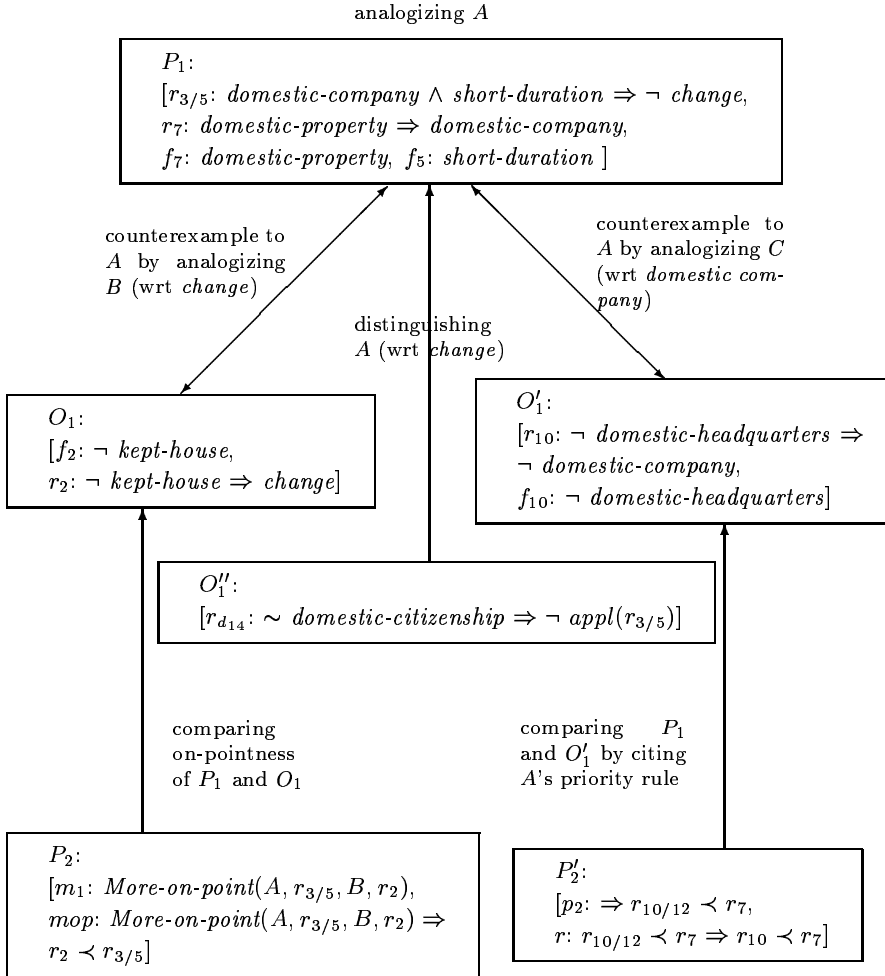 analogizing A
P₁:
[r₃/₅: domestic-company ∧ short-duration ⇒ ¬ change,
r₇: domestic-property ⇒ domestic-company,
f₇: domestic-property, f₅: short-duration ]
counterexample to
A by analogizing
B (wrt change)
counterexample to
A by analogizing C
(wrt domestic com-
pany)
distinguishing
A (wrt change)
O₁:
[f₂: ¬ kept-house,
r₂: ¬ kept-house ⇒ change]
O′₁:
[r₁₀: ¬ domestic-headquarters ⇒
¬ domestic-company,
f₁₀: ¬ domestic-headquarters]
O″₁:
[r_d₁₄: ∼ domestic-citizenship ⇒ ¬ appl(r₃/₅)]
comparing
on-pointness
of P₁ and O₁
comparing P₁
and O′₁ by citing
A's priority rule
P₂:
[m₁: More-on-point(A, r₃/₅, B, r₂),
mop: More-on-point(A, r₃/₅, B, r₂) ⇒
r₂ ≺ r₃/₅]
P′₂:
[p₂: ⇒ r₁₀/₁₂ ≺ r₇,
r: r₁₀/₁₂ ≺ r₇ ⇒ r₁₀ ≺ r₇]